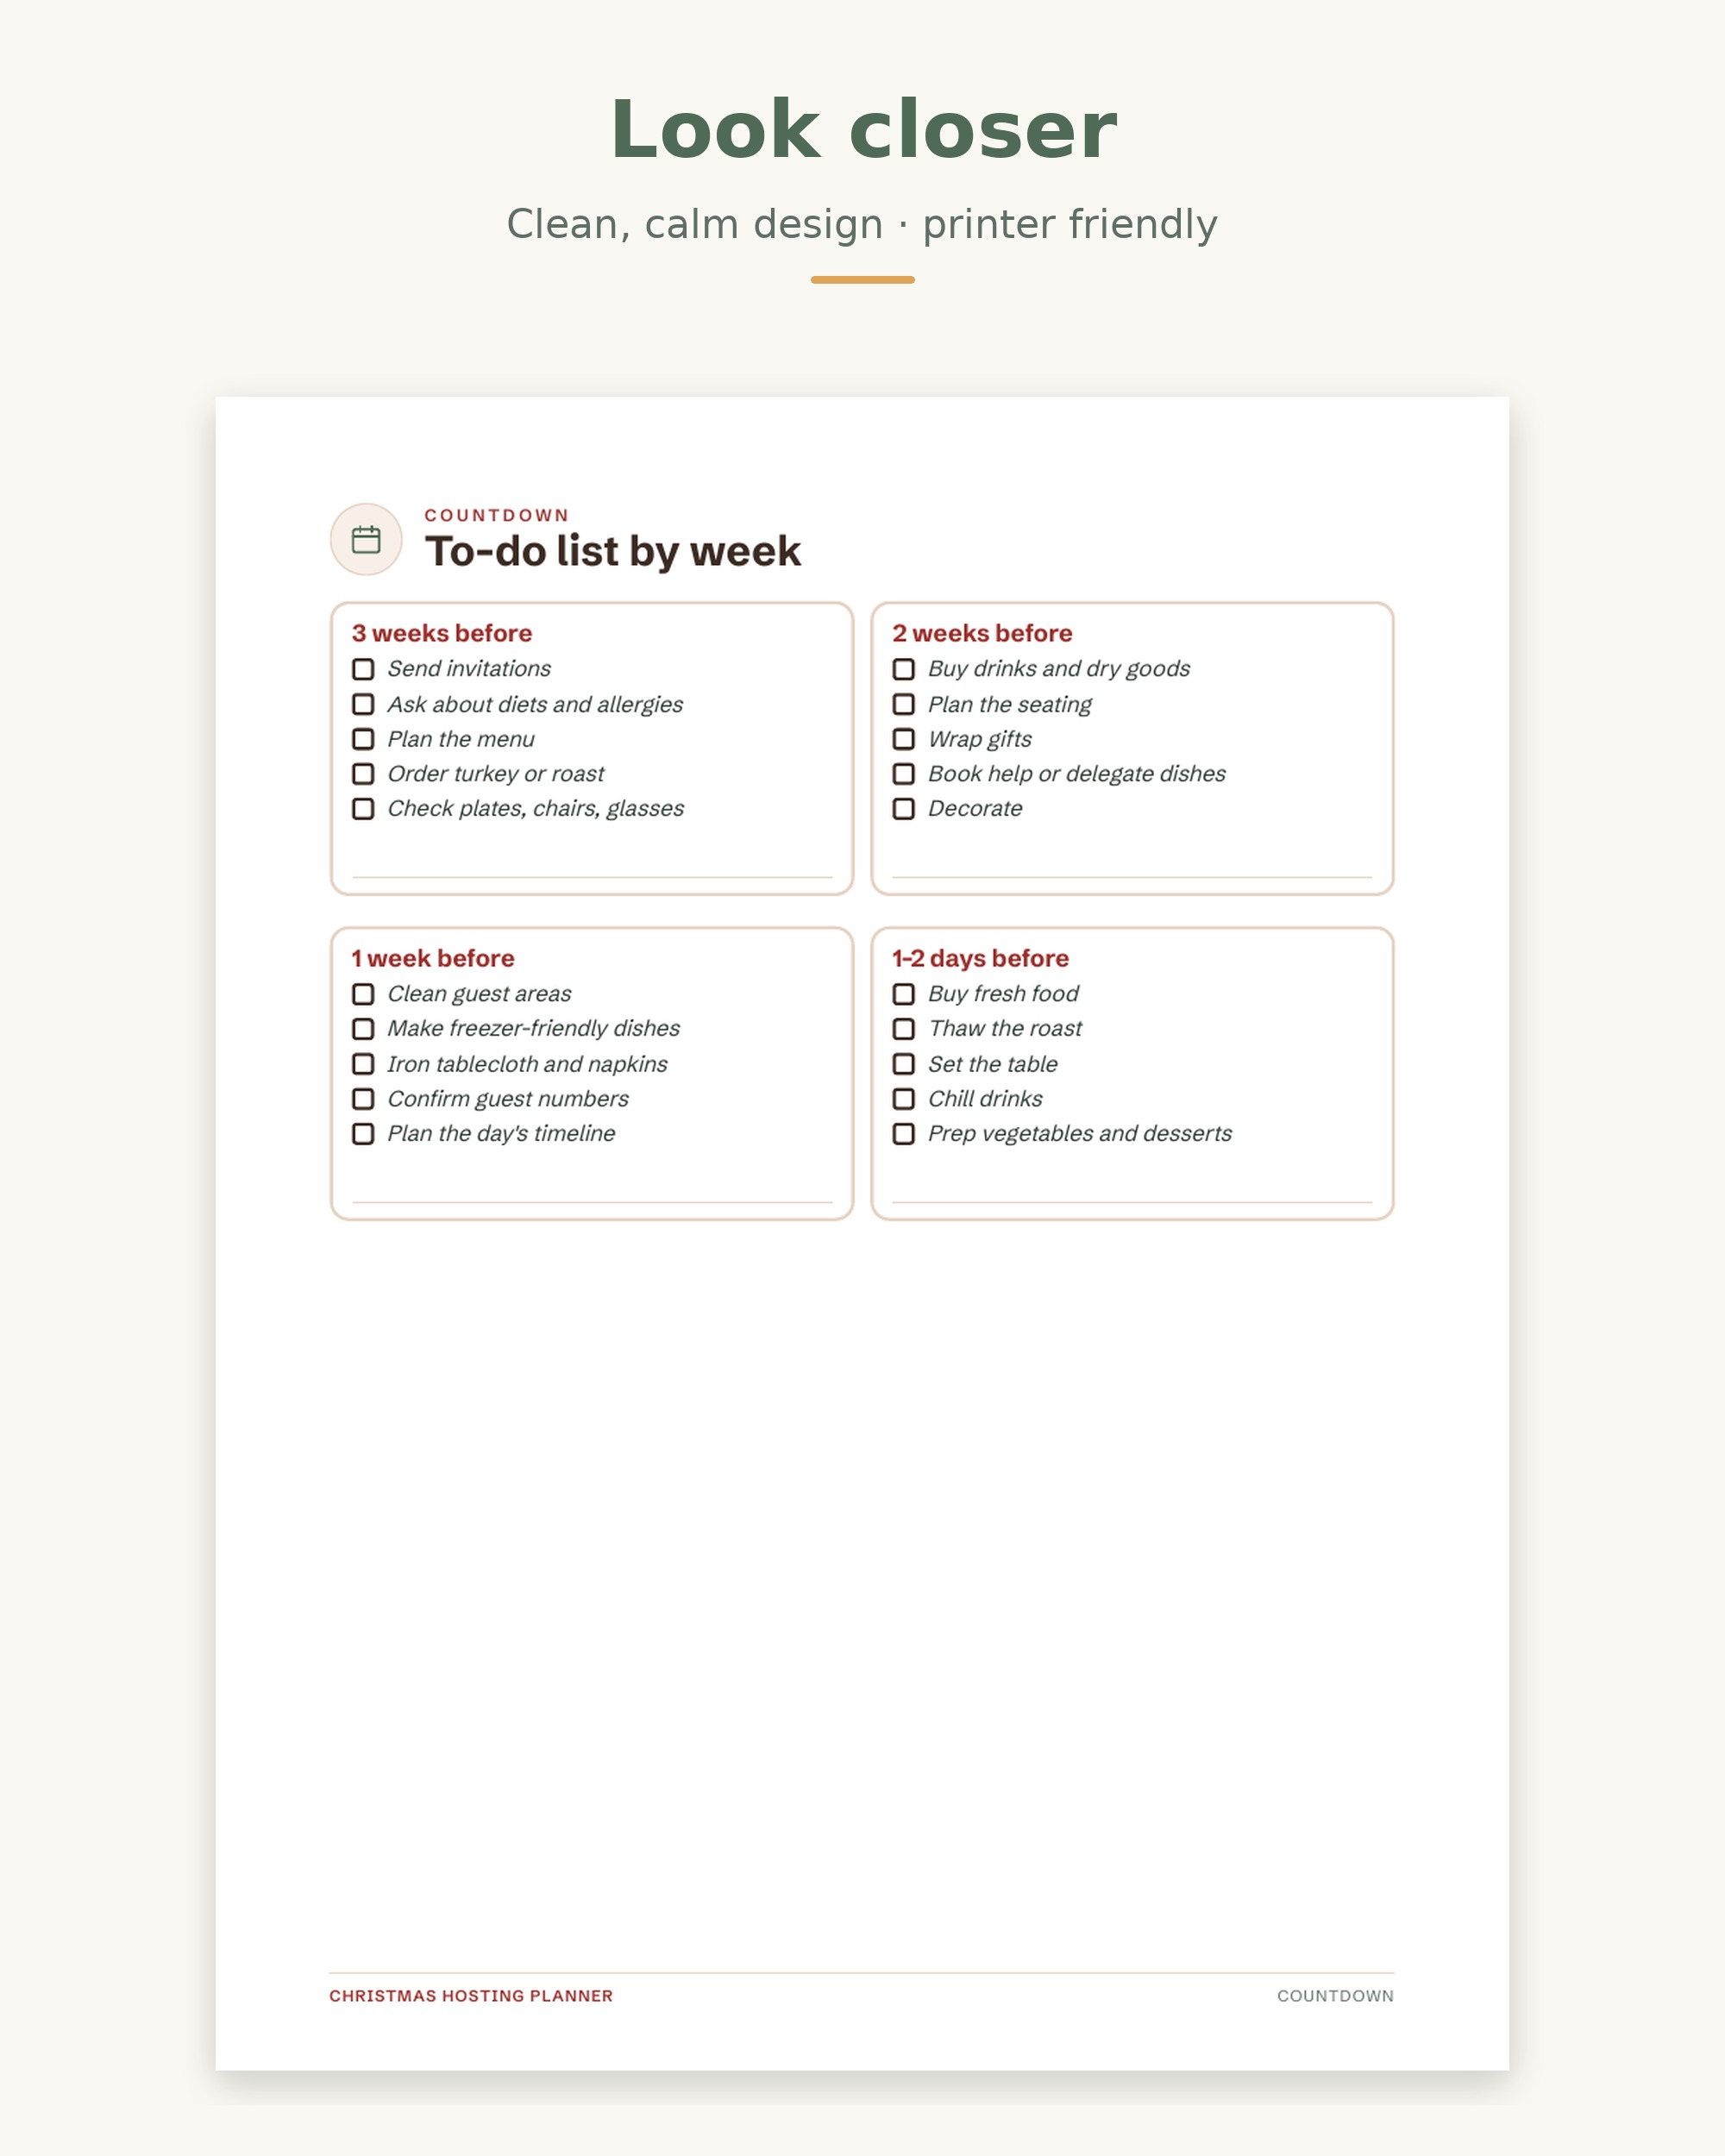 Look closer
Clean, calm design · printer friendly
COUNTDOWN
To-do list by week
3 weeks before
Send invitations
Ask about diets and allergies
Plan the menu
Order turkey or roast
Check plates, chairs, glasses
2 weeks before
Buy drinks and dry goods
Plan the seating
Wrap gifts
Book help or delegate dishes
Decorate
1 week before
Clean guest areas
Make freezer-friendly dishes
Iron tablecloth and napkins
Confirm guest numbers
Plan the day's timeline
1-2 days before
Buy fresh food
Thaw the roast
Set the table
Chill drinks
Prep vegetables and desserts
CHRISTMAS HOSTING PLANNER
COUNTDOWN